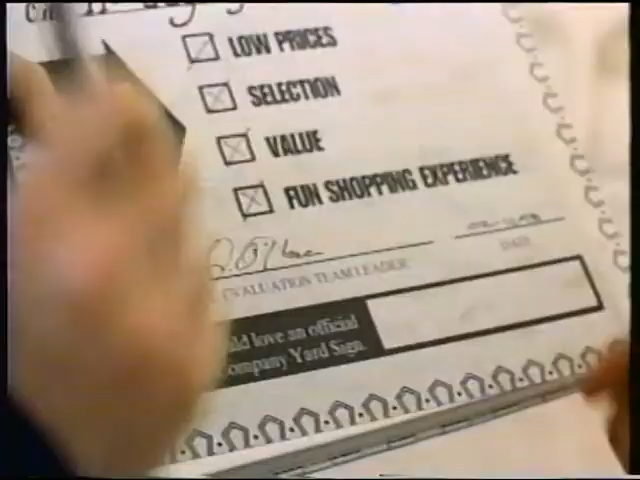 LOW PRICES
SELECTION
VALUE
FUN SHOPPING EXPERIENCE
EVALUATION TEAM LEADER
DATE
love an official
Company Yard Sign.